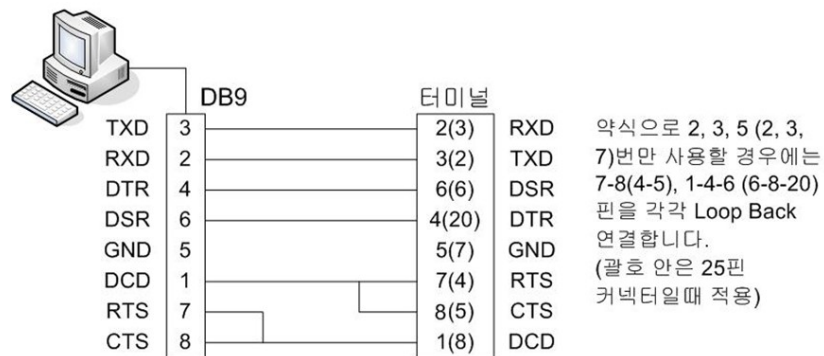 DB9 터미널
TXD 3 2(3) RXD
RXD 2 3(2) TXD
DTR 4 6(6) DSR
DSR 6 4(20) DTR
GND 5 5(7) GND
DCD 1 7(4) RTS
RTS 7 8(5) CTS
CTS 8 1(8) DCD
약식으로 2, 3, 5 (2, 3,
7)번만 사용할 경우에는
7-8(4-5), 1-4-6 (6-8-20)
핀을 각각 Loop Back
연결합니다.
(괄호 안은 25핀
커넥터일때 적용)